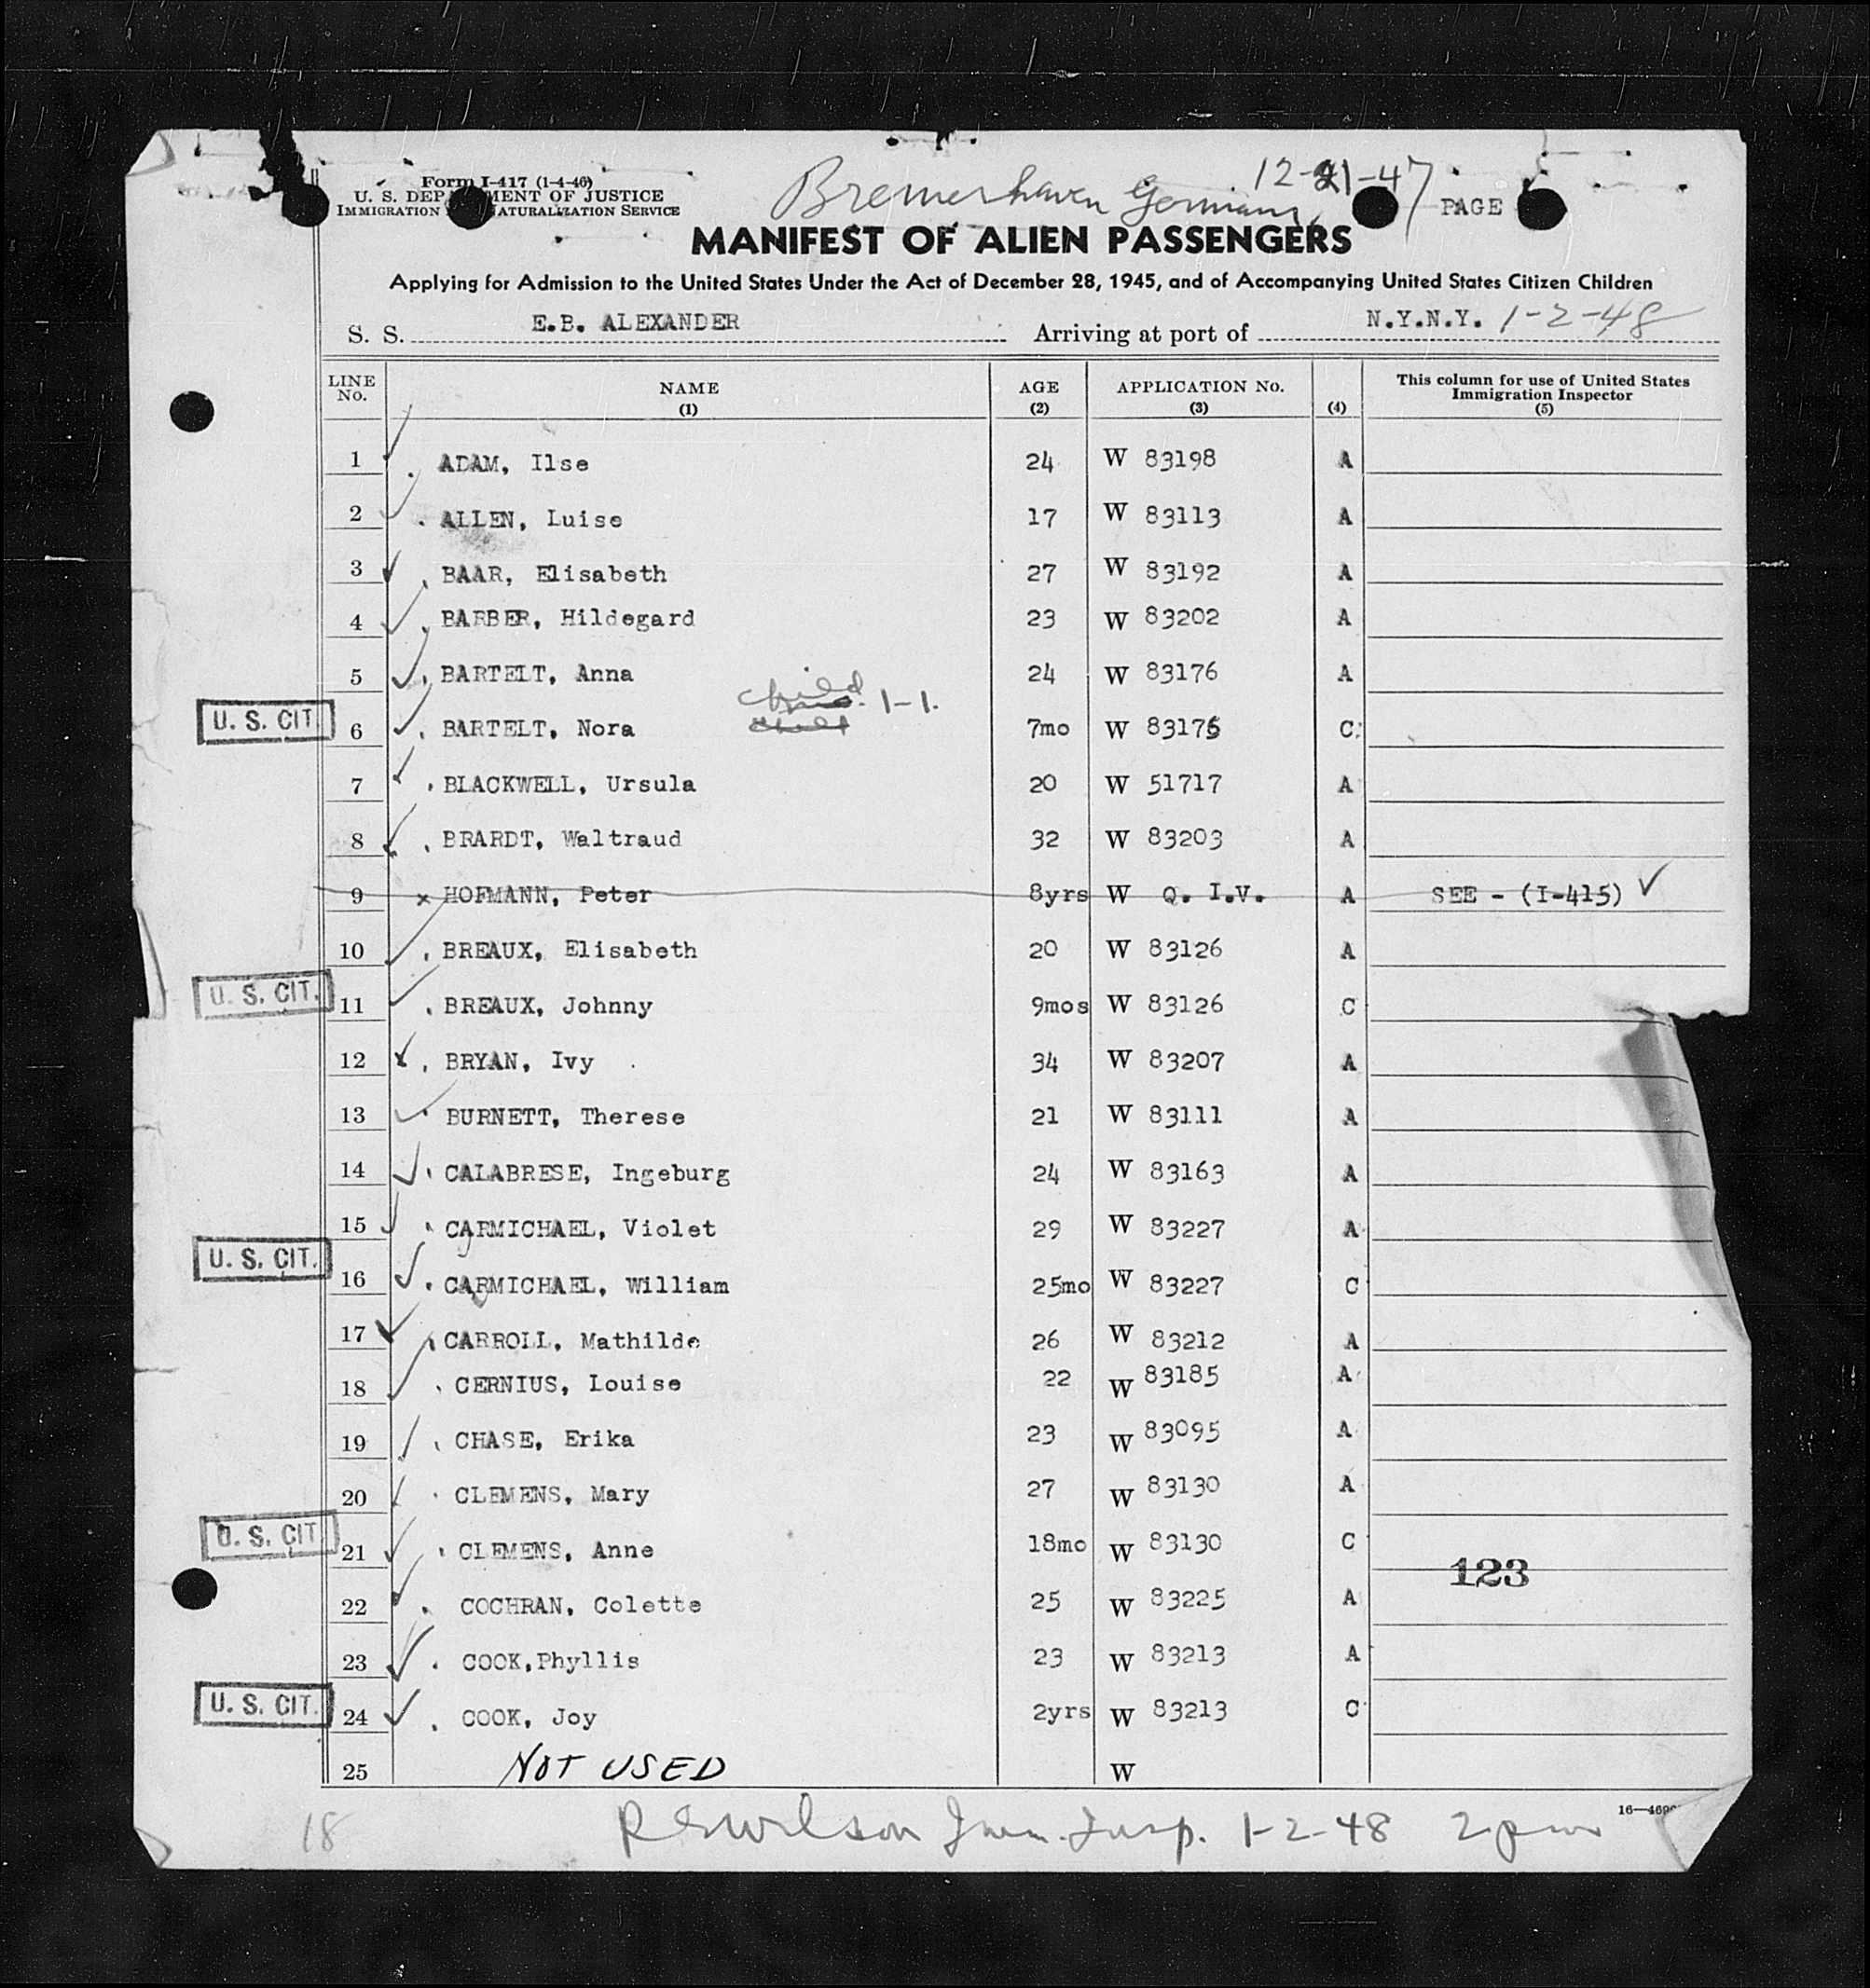 Form I-417 (1-4-46)
U. S. DEP MENT OF JUSTICE
IMMIGRATION NATURALIZATION SERVICE
Bremerhaven Germany. 12-21-47
PAGE
MANIFEST OF ALIEN PASSENGERS
Applying for Admission to the United States Under the Act of December 28, 1945, and of Accompanying United States Citizen Children
S. S. E.B. ALEXANDER Arriving at port of N.Y.N.Y. 1-2-48
LINE No. NAME (1) AGE (2) APPLICATION No. (3) (4) This column for use of United States Immigration Inspector (5)
1 ADAM, Ilse 24 W 83198 A
2 ALLEN, Luise 17 W 83113 A
3 BAAR, Elisabeth 27 W 83192 A
4 BARBER, Hildegard 23 W 83202 A
5 BARTELT, Anna 24 W 83176 A
child 1-1.
U. S. CIT. 6 BARTELT, Nora 7mo W 83176 C
7 BLACKWELL, Ursula 20 W 51717 A
8 BRARDT, Waltraud 32 W 83203 A
9 x HOFMANN, Peter 8yrs W Q. I.V. A SEE - (I-415) ✓
10 BREAUX, Elisabeth 20 W 83126 A
U. S. CIT. 11 BREAUX, Johnny 9mos W 83126 C
12 BRYAN, Ivy 34 W 83207 A
13 BURNETT, Therese 21 W 83111 A
14 CALABRESE, Ingeburg 24 W 83163 A
15 CARMICHAEL, Violet 29 W 83227 A
U. S. CIT. 16 CARMICHAEL, William 25mo W 83227 C
17 CARROLL, Mathilde 26 W 83212 A
18 CERNIUS, Louise 22 W 83185 A
19 CHASE, Erika 23 W 83095 A
20 CLEMENS, Mary 27 W 83130 A
U. S. CIT. 21 CLEMENS, Anne 18mo W 83130 C
123
22 COCHRAN, Colette 25 W 83225 A
23 COOK,Phyllis 23 W 83213 A
U. S. CIT. 24 COOK, Joy 2yrs W 83213 C
25 NOT USED W
16—4690
18 Wilson Imm. Insp. 1-2-48 2 pm